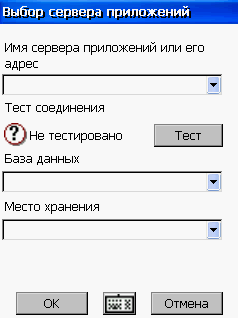 Выбор сервера приложений
Имя сервера приложений или его
адрес
Тест соединения
Не тестировано
Тест
База данных
Место хранения
OK
Отмена